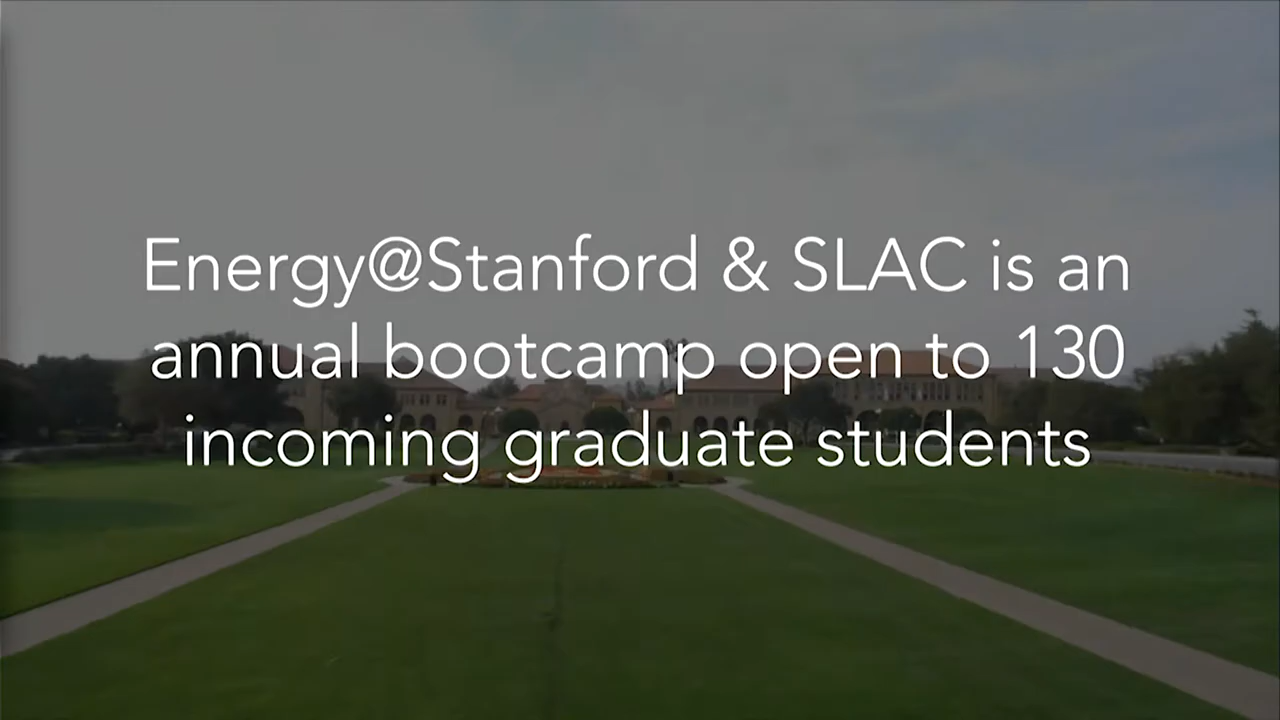 Energy@Stanford & SLAC is an
annual bootcamp open to 130
incoming graduate students